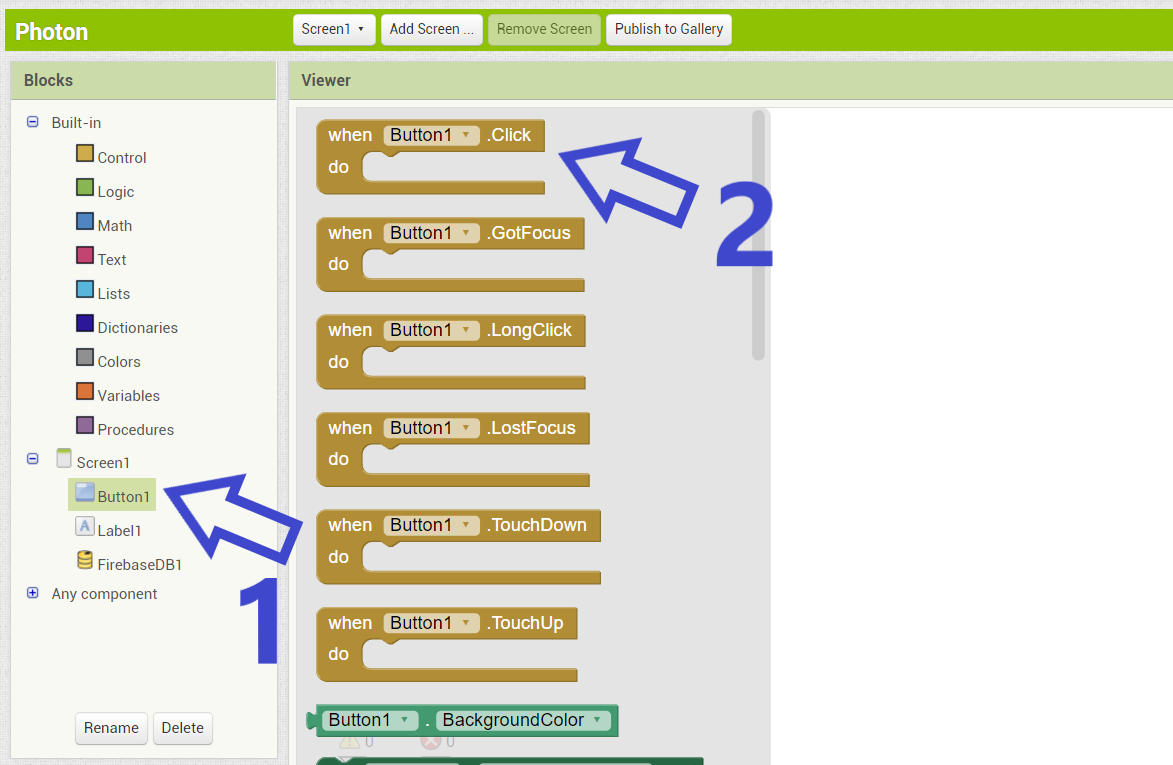 Photon
Screen1
Add Screen ...
Remove Screen
Publish to Gallery
Blocks
Viewer
Built-in
Control
Logic
Math
Text
Lists
Dictionaries
Colors
Variables
Procedures
Screen1
Button1
Label1
FirebaseDB1
Any component
Rename
Delete
1
when Button1 .Click
do
2
when Button1 .GotFocus
do
when Button1 .LongClick
do
when Button1 .LostFocus
do
when Button1 .TouchDown
do
when Button1 .TouchUp
do
Button1 . BackgroundColor
0 0